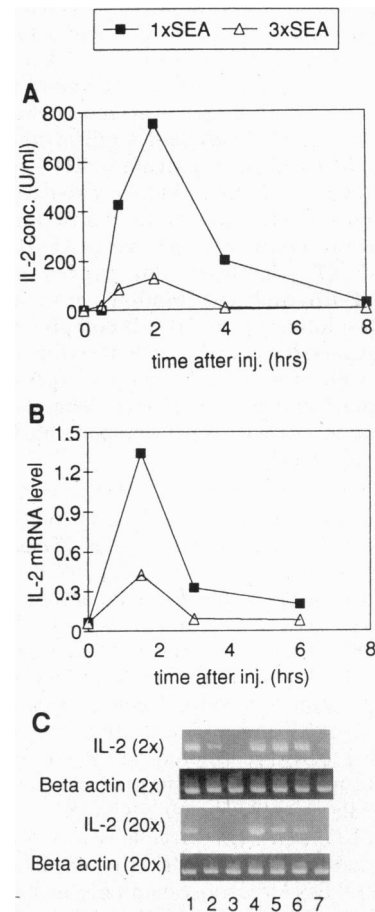 1xSEA 3xSEA
A
800
600
400
200
0
IL-2 conc. (U/ml)
0 2 4 6 8
time after inj. (hrs)
B
1.5
1.2
0.9
0.6
0.3
0
IL-2 mRNA level
0 2 4 6 8
time after inj. (hrs)
C
IL-2 (2x)
Beta actin (2x)
IL-2 (20x)
Beta actin (20x)
1 2 3 4 5 6 7